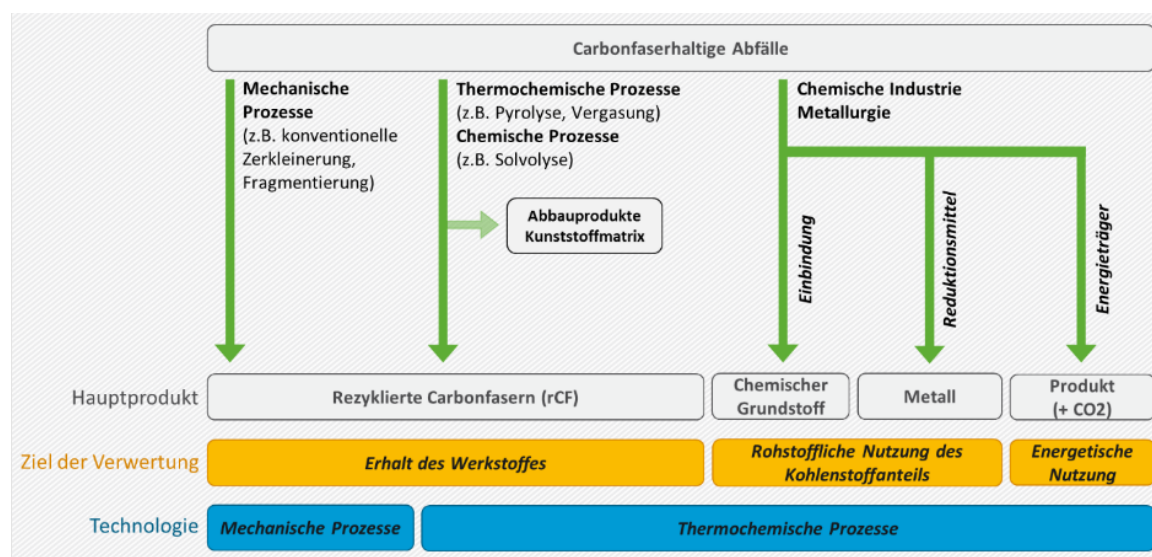 Carbonfaserhaltige Abfälle
Mechanische
Prozesse
(z.B. konventionelle
Zerkleinerung,
Fragmentierung)
Thermochemische Prozesse
(z.B. Pyrolyse, Vergasung)
Chemische Prozesse
(z.B. Solvolyse)
Abbauprodukte
Kunststoffmatrix
Chemische Industrie
Metallurgie
Einbindung
Reduktionsmittel
Energieträger
Hauptprodukt
Rezyklierte Carbonfasern (rCF)
Chemischer
Grundstoff
Metall
Produkt
(+ CO2)
Ziel der Verwertung
Erhalt des Werkstoffes
Rohstoffliche Nutzung des
Kohlenstoffanteils
Energetische
Nutzung
Technologie
Mechanische Prozesse
Thermochemische Prozesse